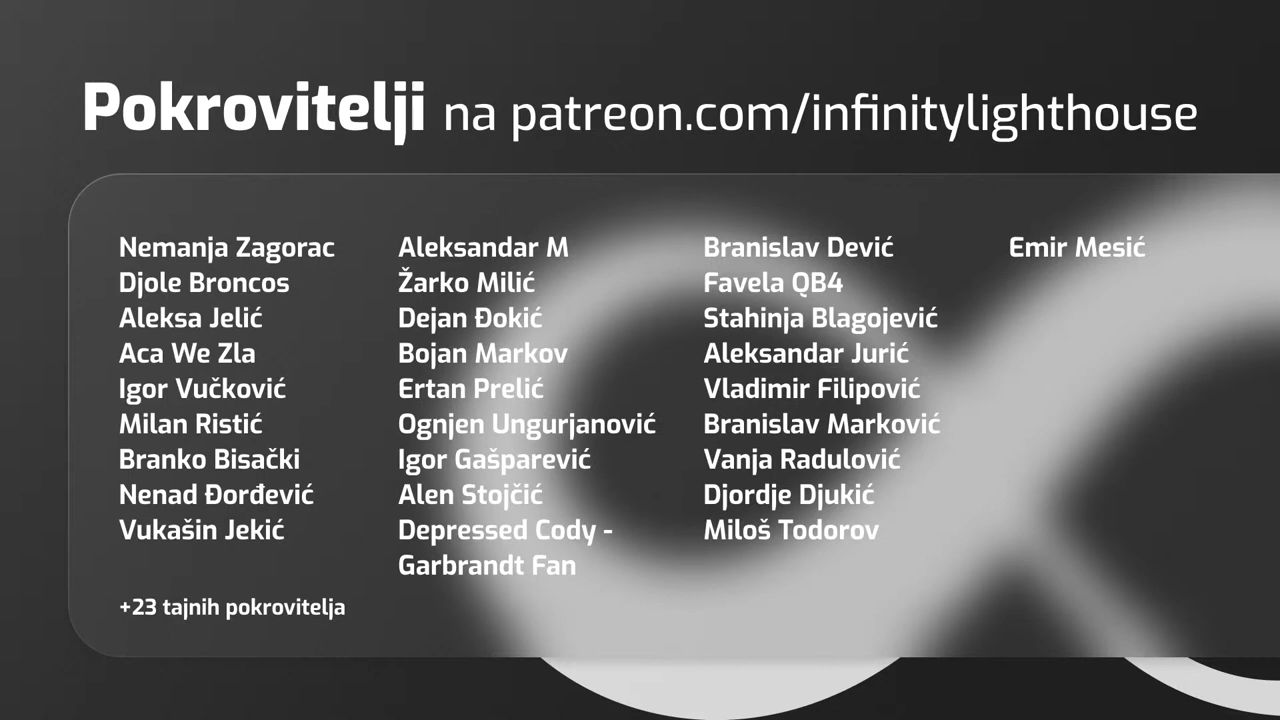 Pokrovitelji na patreon.com/infinitylighthouse
Nemanja Zagorac
Djole Broncos
Aleksa Jelić
Aca We Zla
Igor Vučković
Milan Ristić
Branko Bisački
Nenad Đorđević
Vukašin Jekić
Aleksandar M
Žarko Milić
Dejan Đokić
Bojan Markov
Ertan Prelić
Ognjen Ungurjanović
Igor Gašparević
Alen Stojčić
Depressed Cody -
Garbrandt Fan
Branislav Dević
Favela QB4
Stahinja Blagojević
Aleksandar Jurić
Vladimir Filipović
Branislav Marković
Vanja Radulović
Djordje Djukić
Miloš Todorov
Emir Mesić
+23 tajnih pokrovitelja